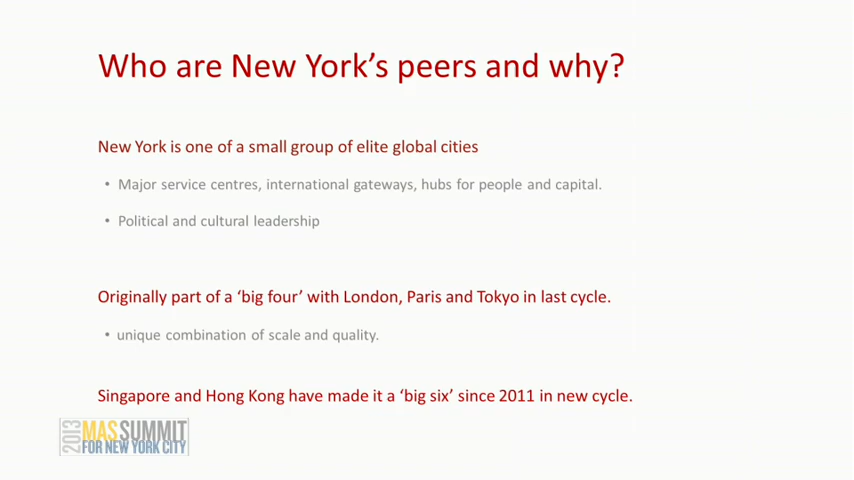 Who are New York's peers and why?
New York is one of a small group of elite global cities
• Major service centres, international gateways, hubs for people and capital.
• Political and cultural leadership
Originally part of a 'big four' with London, Paris and Tokyo in last cycle.
• unique combination of scale and quality.
Singapore and Hong Kong have made it a 'big six' since 2011 in new cycle.
2013 MAS SUMMIT
FOR NEW YORK CITY